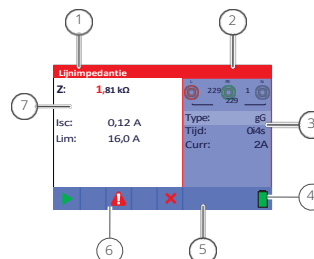 1
2
Lijnimpedantie
Z: 1,81 kΩ
L
N
229 1
229
7
Isc: 0,12 A
Lim: 16,0 A
Type: gG
Tijd: 0.4s
Curr: 2A
3
4
6
5